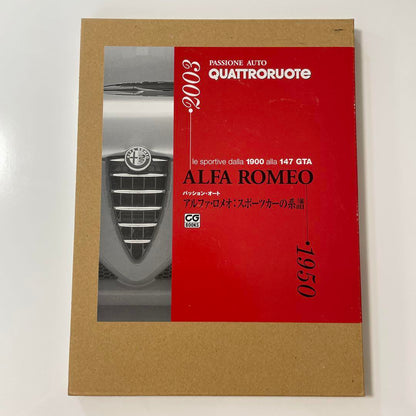 2003
PASSIONE AUTO
QUATTRORUOTE
le sportive dalla 1900 alla 147 GTA
ALFA ROMEO
パッション・オート
アルファ・ロメオ：スポーツカーの系譜
CG
BOOKS
1950